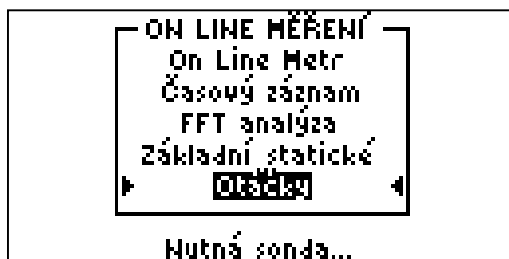 ON LINE MĚŘENÍ
On Line Metr
Časový záznam
FFT analýza
Základní statické
Otáčky
Nutná sonda...